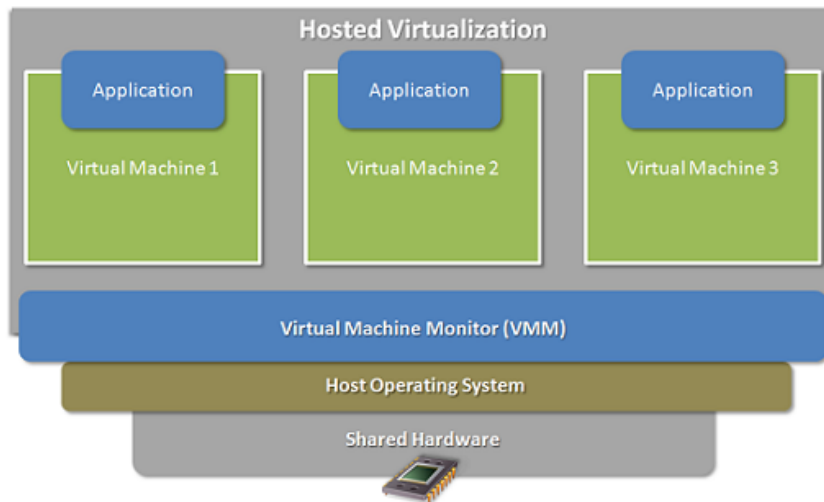 Hosted Virtualization
Application
Application
Application
Virtual Machine 1
Virtual Machine 2
Virtual Machine 3
Virtual Machine Monitor (VMM)
Host Operating System
Shared Hardware